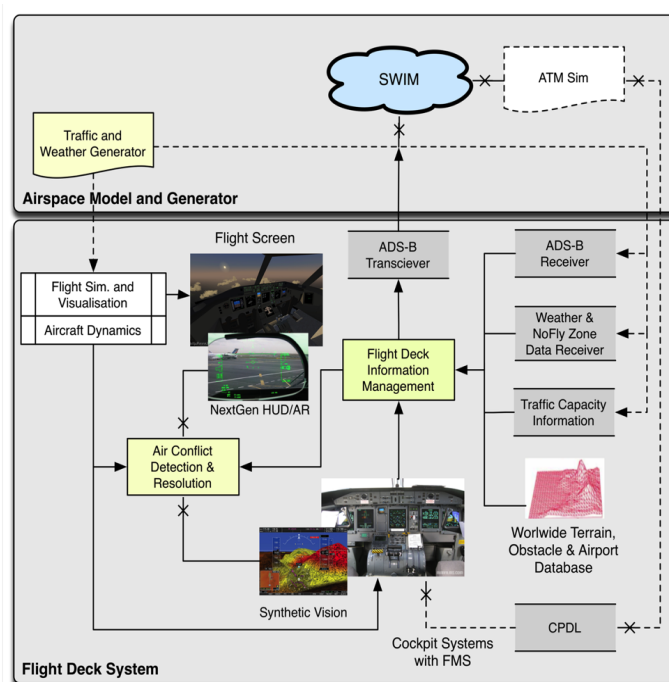 SWIM
ATM Sim
Traffic and
Weather Generator
Airspace Model and Generator
Flight Screen
ADS-B
Transciever
ADS-B
Receiver
Flight Sim. and
Visualisation
Aircraft Dynamics
Weather &
NoFly Zone
Data Receiver
Flight Deck
Information
Management
NextGen HUD/AR
Traffic Capacity
Information
Air Conflict
Detection &
Resolution
Worlwide Terrain,
Obstacle & Airport
Database
Synthetic Vision
CPDL
Cockpit Systems
with FMS
Flight Deck System